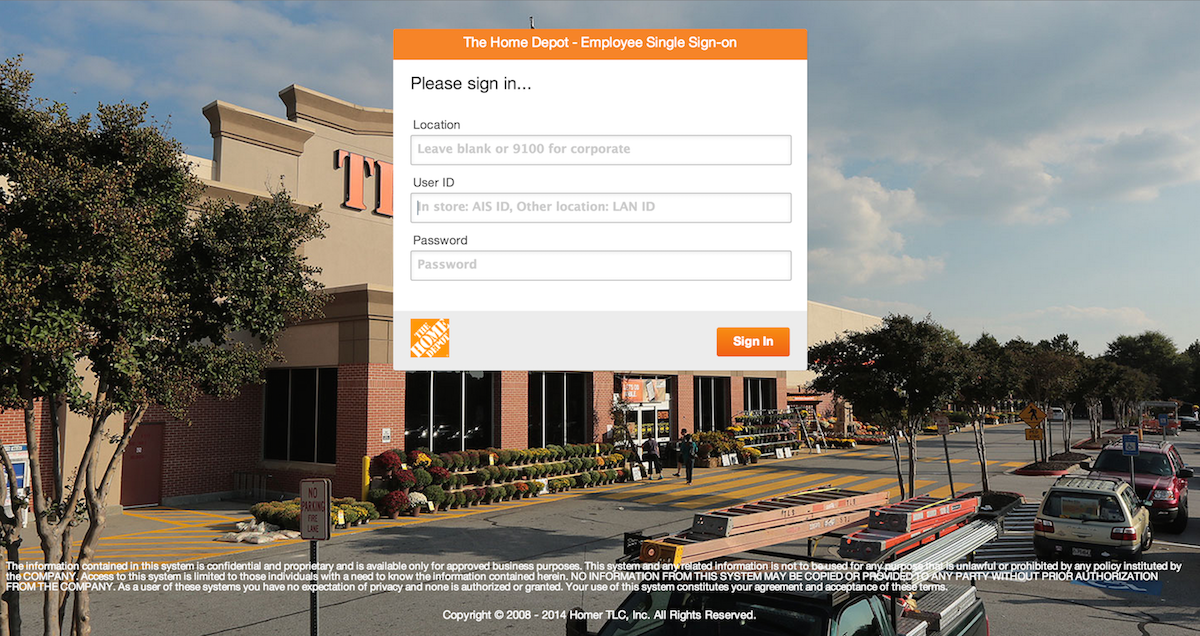 The Home Depot - Employee Single Sign-on
Please sign in...
Location
Leave blank or 9100 for corporate
User ID
In store: AIS ID, Other location: LAN ID
Password
Password
THE
HOME
DEPOT
Sign In
NO
PARKING
FIRE
LANE
The information contained in this system is confidential and proprietary and is available only for approved business purposes. This system and any related information is not to be used for any purpose that is unlawful or prohibited by any policy instituted by
the COMPANY. Access to this system is limited to those individuals with a need to know the information contained herein. NO INFORMATION FROM THIS SYSTEM MAY BE COPIED OR PROVIDED TO ANY PARTY WITHOUT PRIOR AUTHORIZATION
FROM THE COMPANY. As a user of these systems you have no expectation of privacy and none is authorized or granted. Your use of this system constitutes your agreement and acceptance of these terms.
Copyright © 2008 - 2014 Homer TLC, Inc. All Rights Reserved.